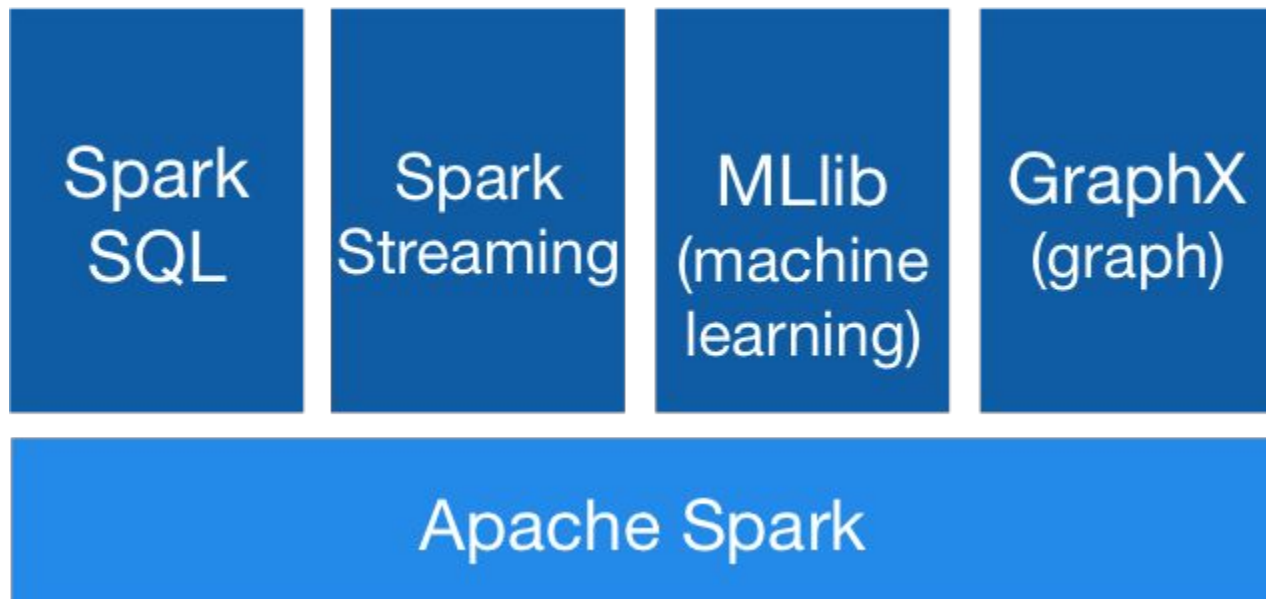 Spark
SQL
Spark
Streaming
MLlib
(machine
learning)
GraphX
(graph)
Apache Spark